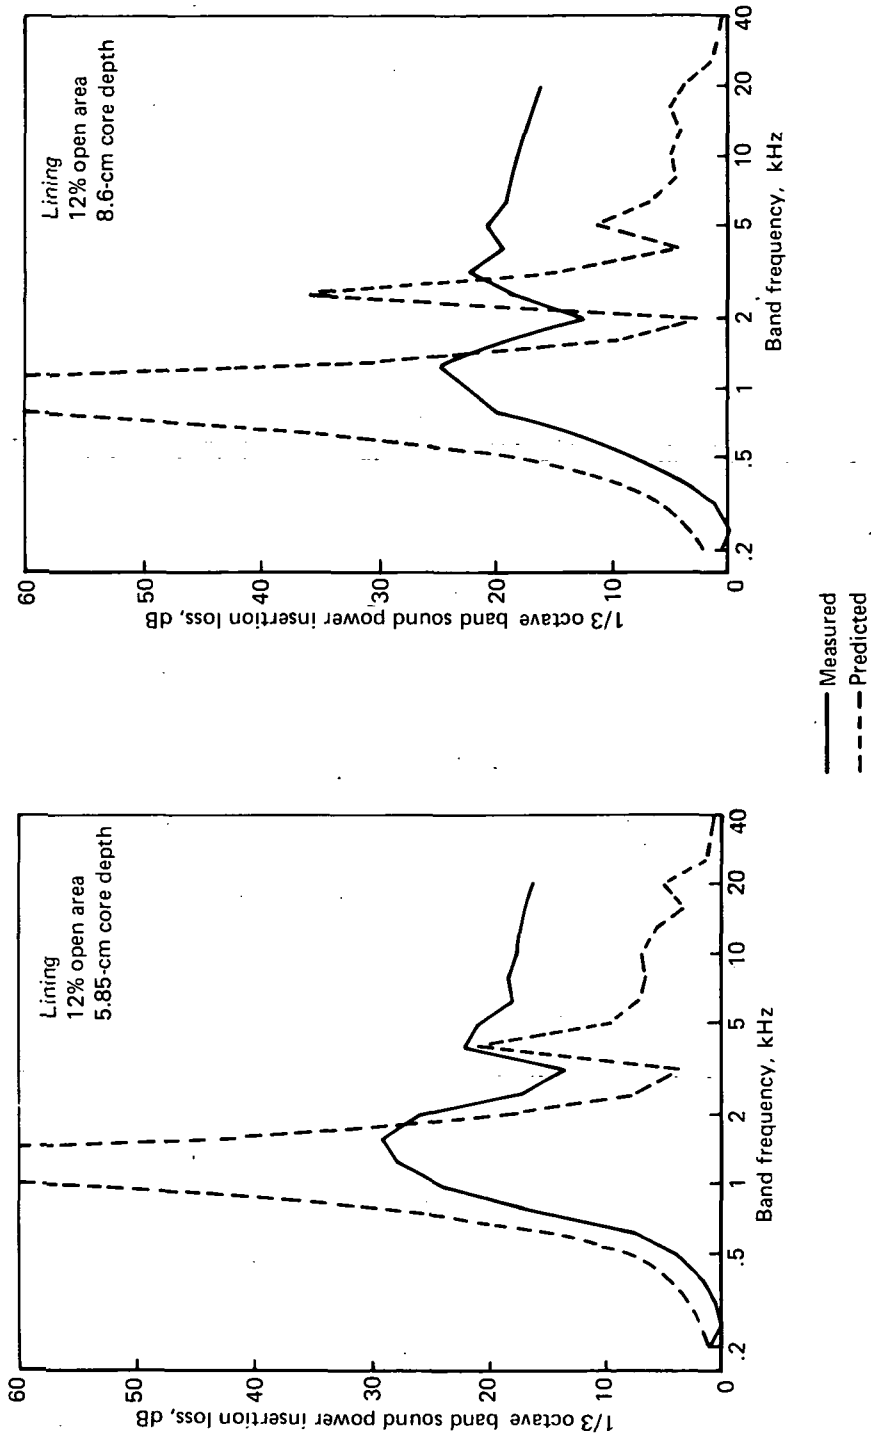 Lining
12% open area
5.85-cm core depth
1/3 octave band sound power insertion loss, dB
60
50
40
30
20
10
0
.2
.5
1
2
5
10
20
40
Band frequency, kHz
Lining
12% open area
8.6-cm core depth
1/3 octave band sound power insertion loss, dB
60
50
40
30
20
10
0
.2
.5
1
2
5
10
20
40
Band frequency, kHz
Measured
Predicted